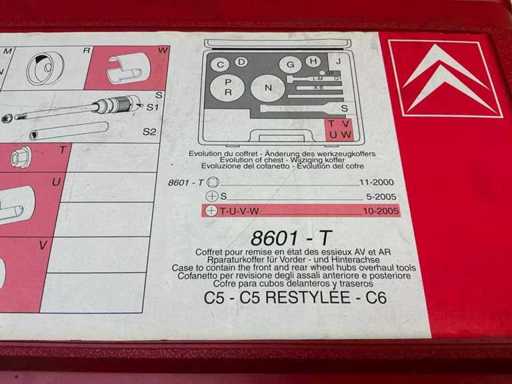 M
R
W
N
S
S1
S2
T
U
V
C
D
G
H
J
P
R
N
L.M
S
T V
U W
Evolution du coffret - Änderung des werkzeugkoffers
Evolution of chest - Wijziging koffer
Evoluzione del cofanetto - Evolución del cofre
8601 - T 11-2000
S 5-2005
T-U-V-W 10-2005
8601 - T
Coffret pour remise en état des essieux AV et AR
Rparaturkoffer für Vorder - und Hinterachse
Case to contain the front and rear wheel hubs overhaul tools
Cofanetto per revisione degli assali anteriore e posteriore
Cofre para cubos delanteros y traseros
C5 - C5 RESTYLÉE - C6